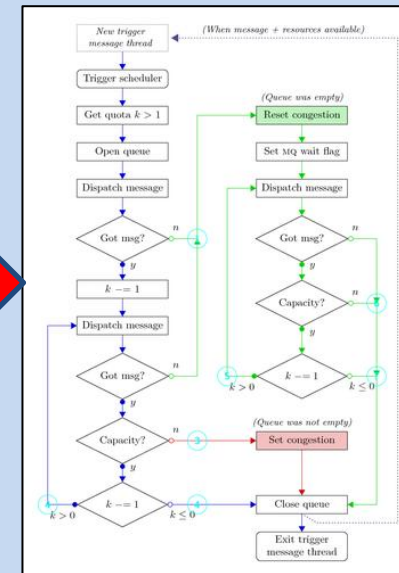 New trigger
message thread
(When message + resources available)
Trigger scheduler
Get quota k > 1
Open queue
Dispatch message
Got msg?
n
y
k −= 1
Dispatch message
Got msg?
n
y
Capacity?
n
3
y
k −= 1
k > 0
k ≤ 0
4
(Queue was empty)
Reset congestion
Set MQ wait flag
Dispatch message
Got msg?
n
y
Capacity?
n
y
k −= 1
k > 0
k ≤ 0
(Queue was not empty)
Set congestion
Close queue
Exit trigger
message thread